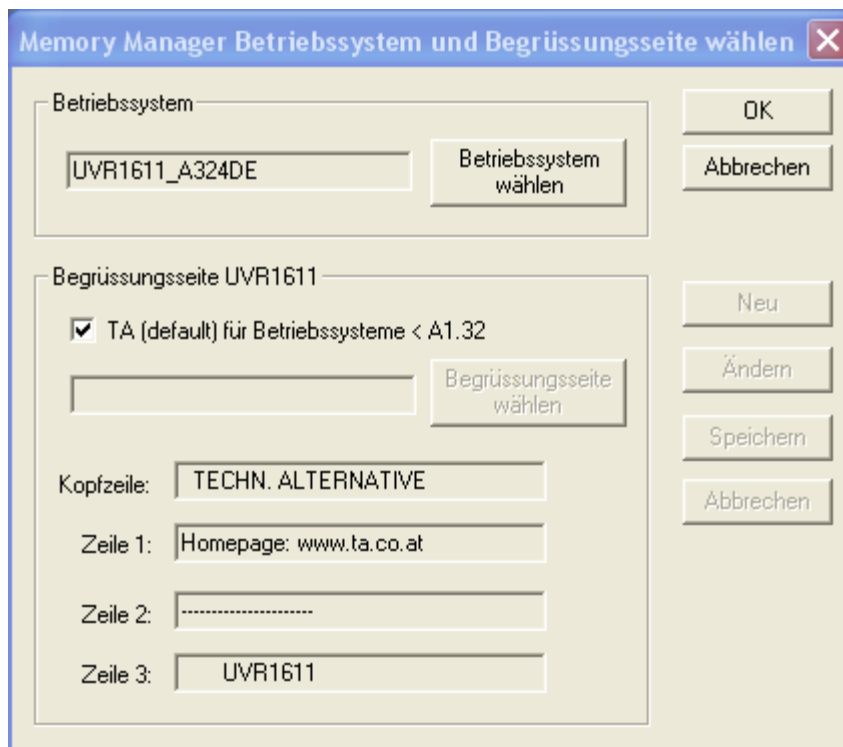 Memory Manager Betriebssystem und Begrüssungsseite wählen
Betriebssystem
UVR1611_A324DE
Betriebssystem
wählen
OK
Abbrechen
Begrüssungsseite UVR1611
TA (default) für Betriebssysteme < A1.32
Begrüssungsseite
wählen
Neu
Ändern
Speichern
Abbrechen
Kopfzeile: TECHN. ALTERNATIVE
Zeile 1: Homepage: www.ta.co.at
Zeile 2: ----------------------
Zeile 3: UVR1611